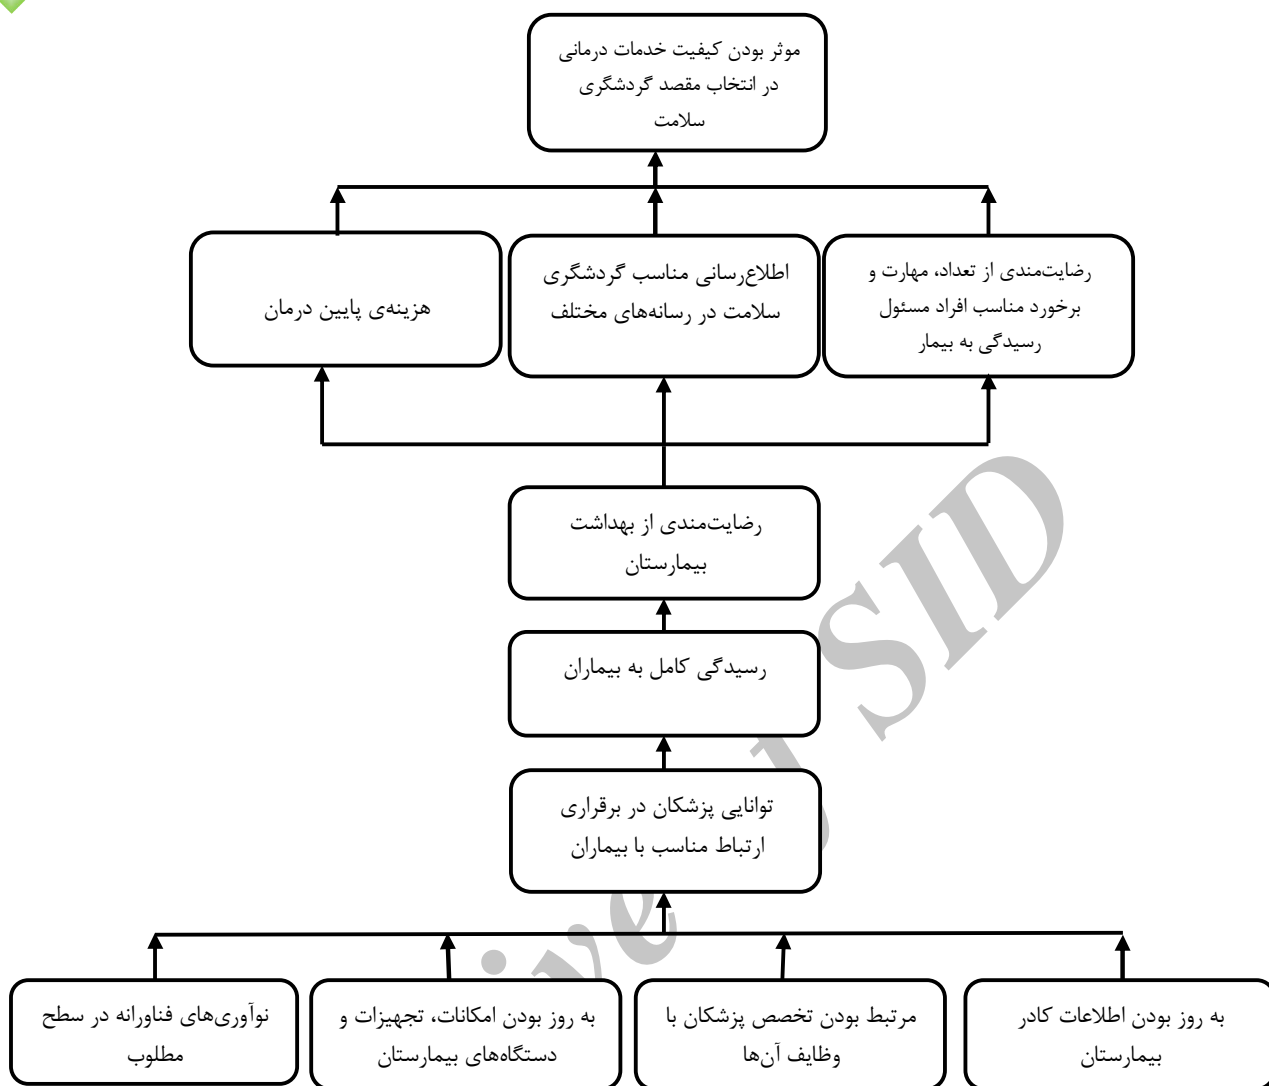 موثر بودن کیفیت خدمات درمانی
در انتخاب مقصد گردشگری
سلامت
رضایت‌مندی از تعداد، مهارت و
برخورد مناسب افراد مسئول
رسیدگی به بیمار
اطلاع‌رسانی مناسب گردشگری
سلامت در رسانه‌های مختلف
هزینه‌ی پایین درمان
رضایت‌مندی از بهداشت
بیمارستان
رسیدگی کامل به بیماران
توانایی پزشکان در برقراری
ارتباط مناسب با بیماران
به روز بودن اطلاعات کادر
بیمارستان
مرتبط بودن تخصص پزشکان با
وظایف آن‌ها
به روز بودن امکانات، تجهیزات و
دستگاه‌های بیمارستان
نوآوری‌های فناورانه در سطح
مطلوب
SID